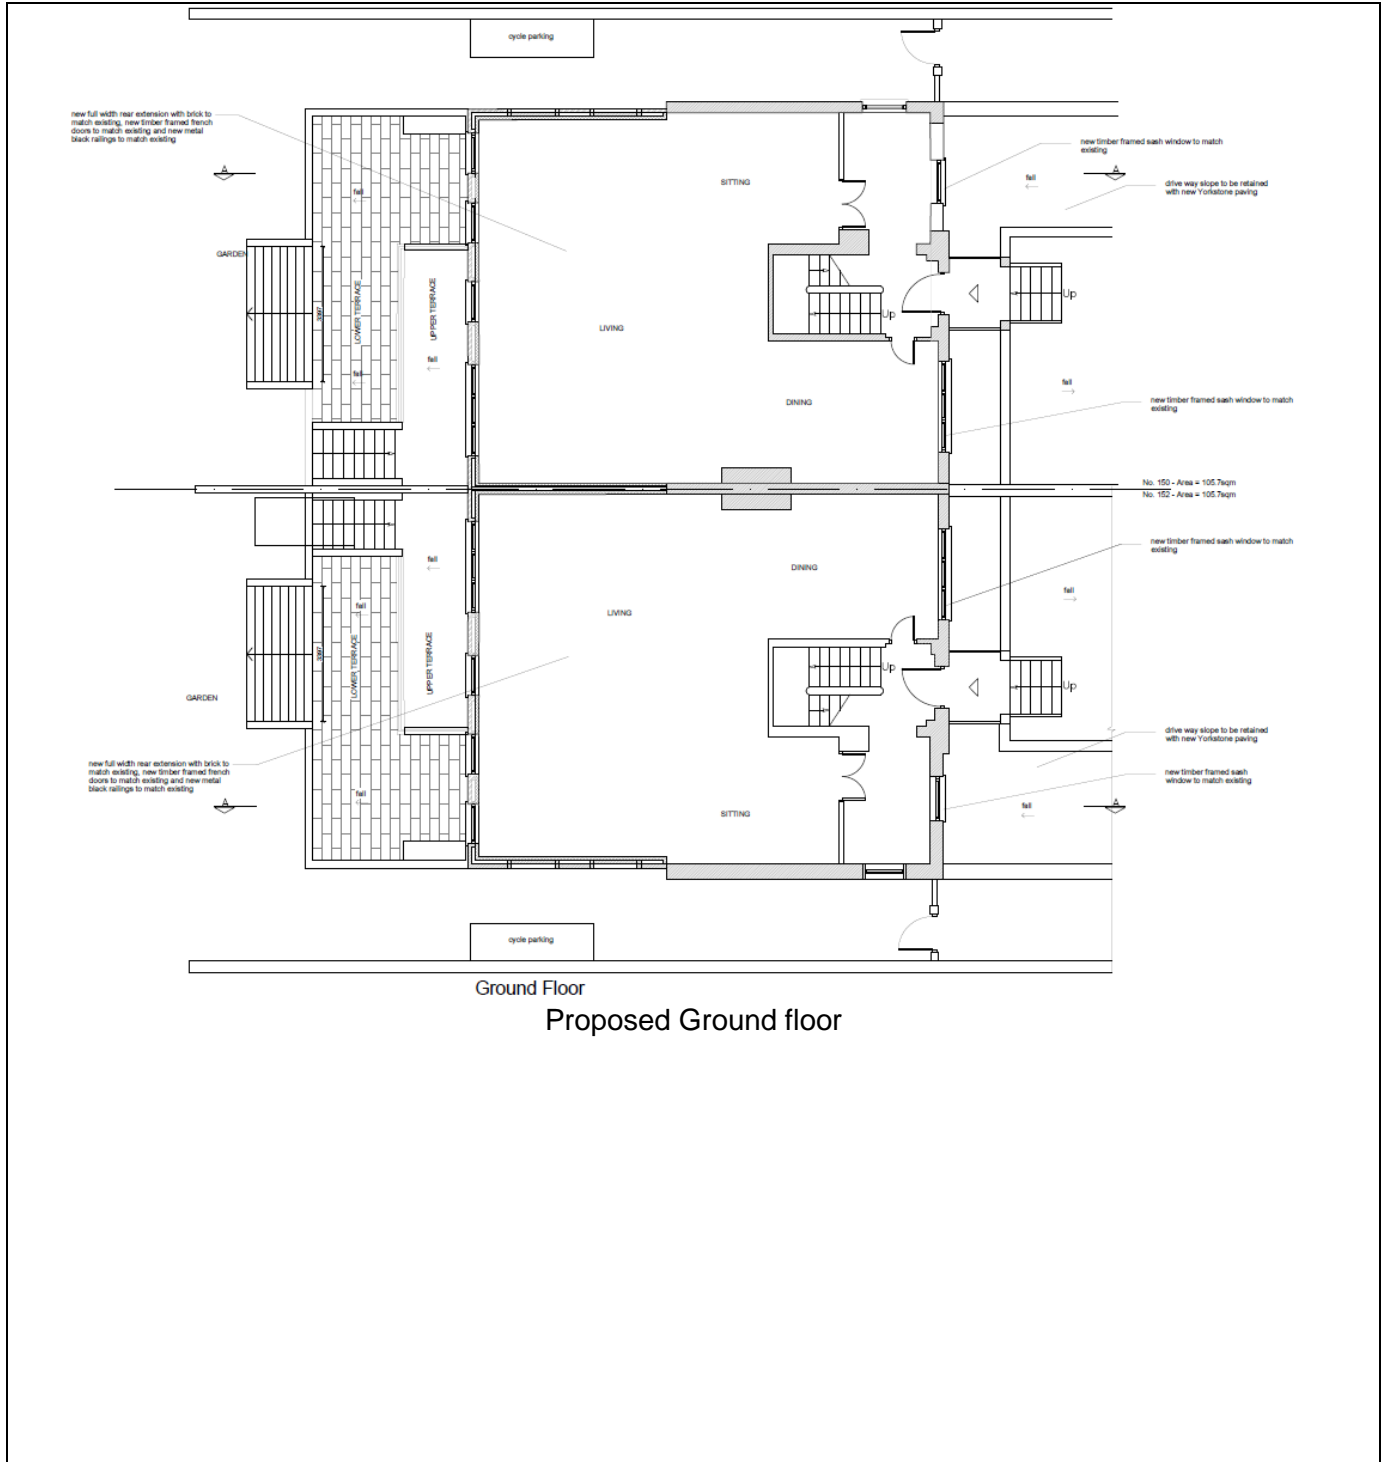 cycle parking
new full width rear extension with brick to
match existing, new timber framed french
doors to match existing and new metal
black railings to match existing
new timber framed sash window to match
existing
A
A
fall
SITTING
fall
drive way slope to be retained
with new Yorkstone paving
GARDEN
LOWER TERRACE
UPPER TERRACE
3397
Up
Up
LIVING
fall
fall
fall
DINING
new timber framed sash window to match
existing
No. 150 - Area = 105.7sqm
No. 152 - Area = 105.7sqm
new timber framed sash window to match
existing
fall
DINING
fall
fall
LIVING
LOWER TERRACE
UPPER TERRACE
3397
Up
Up
GARDEN
drive way slope to be retained
with new Yorkstone paving
new full width rear extension with brick to
match existing, new timber framed french
doors to match existing and new metal
black railings to match existing
new timber framed sash
window to match existing
fall
A
fall
A
SITTING
cycle parking
Ground Floor
Proposed Ground floor